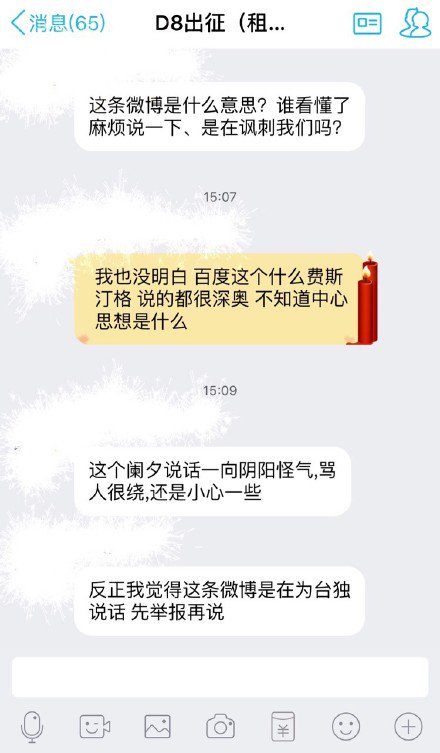 消息(65)
D8出征（租...
这条微博是什么意思？谁看懂了
麻烦说一下、是在讽刺我们吗？
15:07
我也没明白 百度这个什么费斯
汀格 说的都很深奥 不知道中心
思想是什么
15:09
这个阑夕说话一向阴阳怪气,骂
人很绕,还是小心一些
反正我觉得这条微博是在为台独
说话 先举报再说